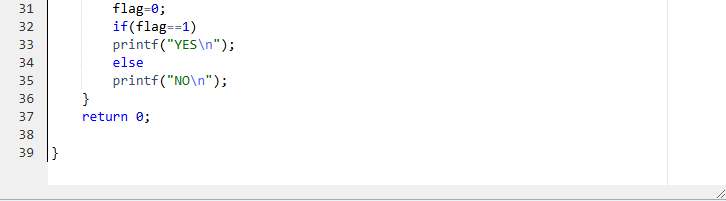 31 flag=0;
32 if(flag==1)
33 printf("YES\n");
34 else
35 printf("NO\n");
36 }
37 return 0;
38
39 }